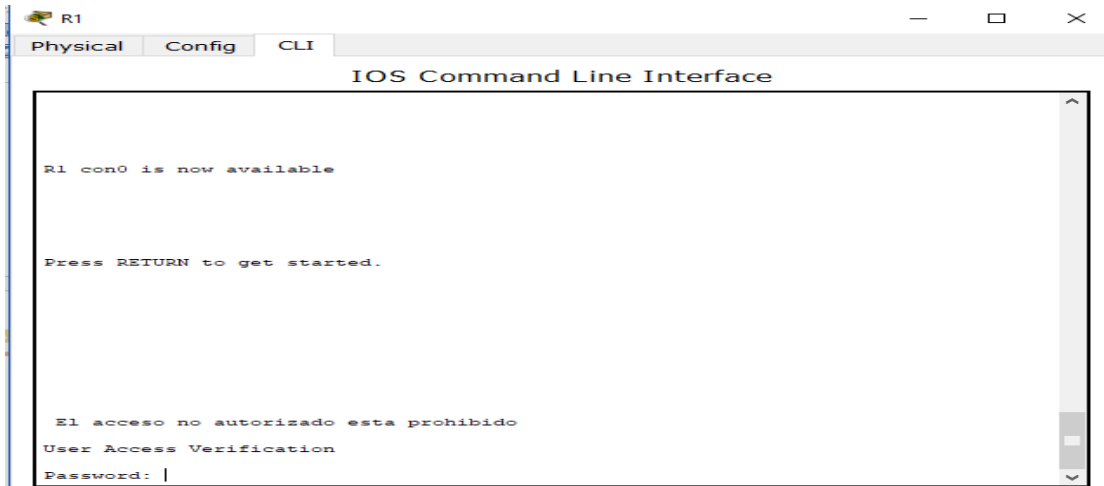 R1
Physical Config CLI
IOS Command Line Interface
R1 con0 is now available
Press RETURN to get started.
El acceso no autorizado esta prohibido
User Access Verification
Password: